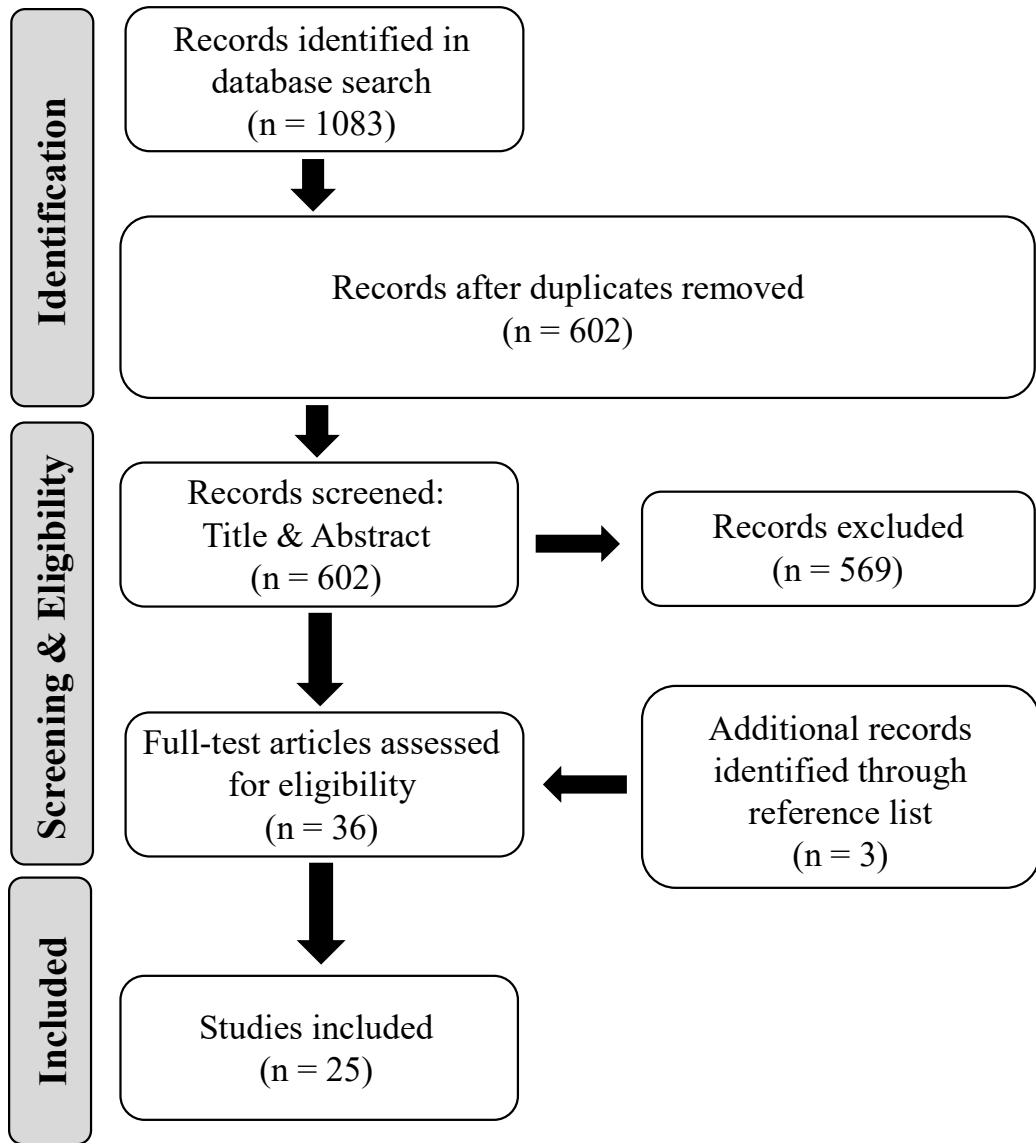 Identification
Records identified in
database search
(n = 1083)
Records after duplicates removed
(n = 602)
Screening & Eligibility
Records screened:
Title & Abstract
(n = 602)
Records excluded
(n = 569)
Full-test articles assessed
for eligibility
(n = 36)
Additional records
identified through
reference list
(n = 3)
Included
Studies included
(n = 25)